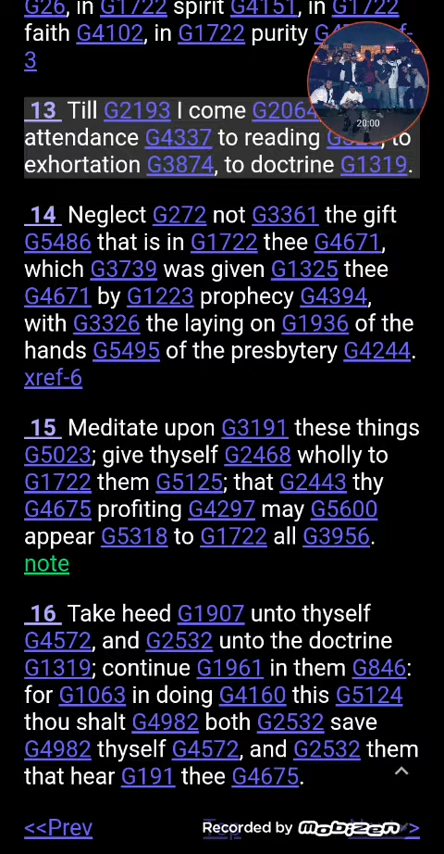 G26, in G1722 spirit G4151, in G1722
faith G4102, in G1722 purity
3
20:00
13 Till G2193 I come G2064
attendance G4337 to reading to
exhortation G3874, to doctrine G1319.
14 Neglect G272 not G3361 the gift
G5486 that is in G1722 thee G4671,
which G3739 was given G1325 thee
G4671 by G1223 prophecy G4394,
with G3326 the laying on G1936 of the
hands G5495 of the presbytery G4244.
xref-6
15 Meditate upon G3191 these things
G5023; give thyself G2468 wholly to
G1722 them G5125; that G2443 thy
G4675 profiting G4297 may G5600
appear G5318 to G1722 all G3956.
note
16 Take heed G1907 unto thyself
G4572, and G2532 unto the doctrine
G1319; continue G1961 in them G846:
for G1063 in doing G4160 this G5124
thou shalt G4982 both G2532 save
G4982 thyself G4572, and G2532 them
that hear G191 thee G4675.
<<Prev
Recorded by Mobizen